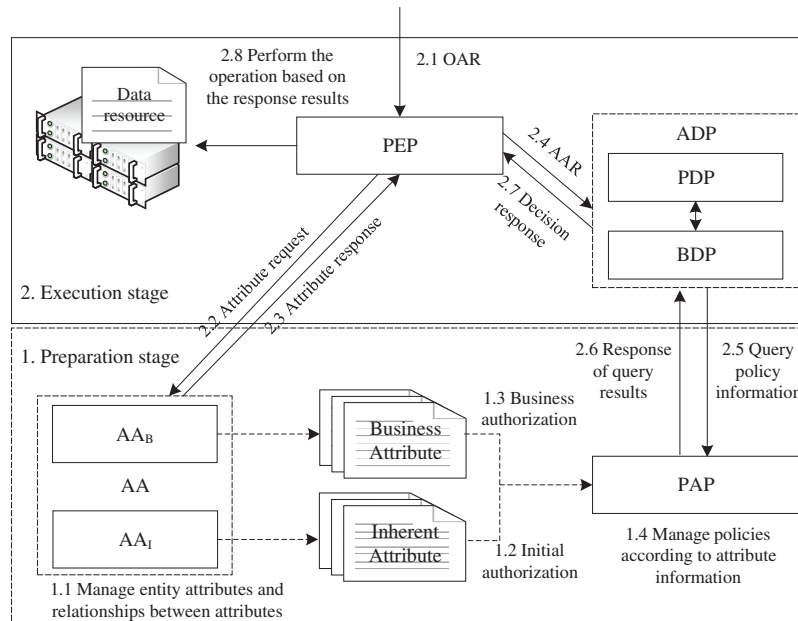 2.8 Perform the
operation based on
the response results
2.1 OAR
Data
resource
PEP
2.4 AAR
2.7 Decision
response
ADP
PDP
BDP
2.2 Attribute request
2.3 Attribute response
2. Execution stage
1. Preparation stage
2.6 Response
of query
results
2.5 Query
policy
information
1.3 Business
authorization
AAB
Business
Attribute
AA
PAP
AAI
Inherent
Attribute
1.2 Initial
authorization
1.4 Manage policies
according to attribute
information
1.1 Manage entity attributes and
relationships between attributes